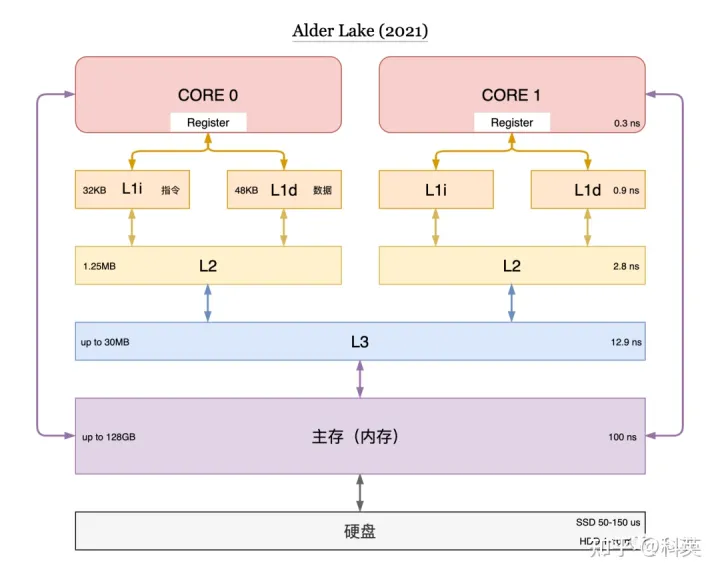 Alder Lake (2021)
CORE 0
Register
CORE 1
Register
0.3 ns
32KB L1i 指令
48KB L1d 数据
L1i
L1d 0.9 ns
1.25MB L2
L2 2.8 ns
up to 30MB L3 12.9 ns
up to 128GB 主存（内存） 100 ns
硬盘
SSD 50-150 us
HDD
知乎 @科英